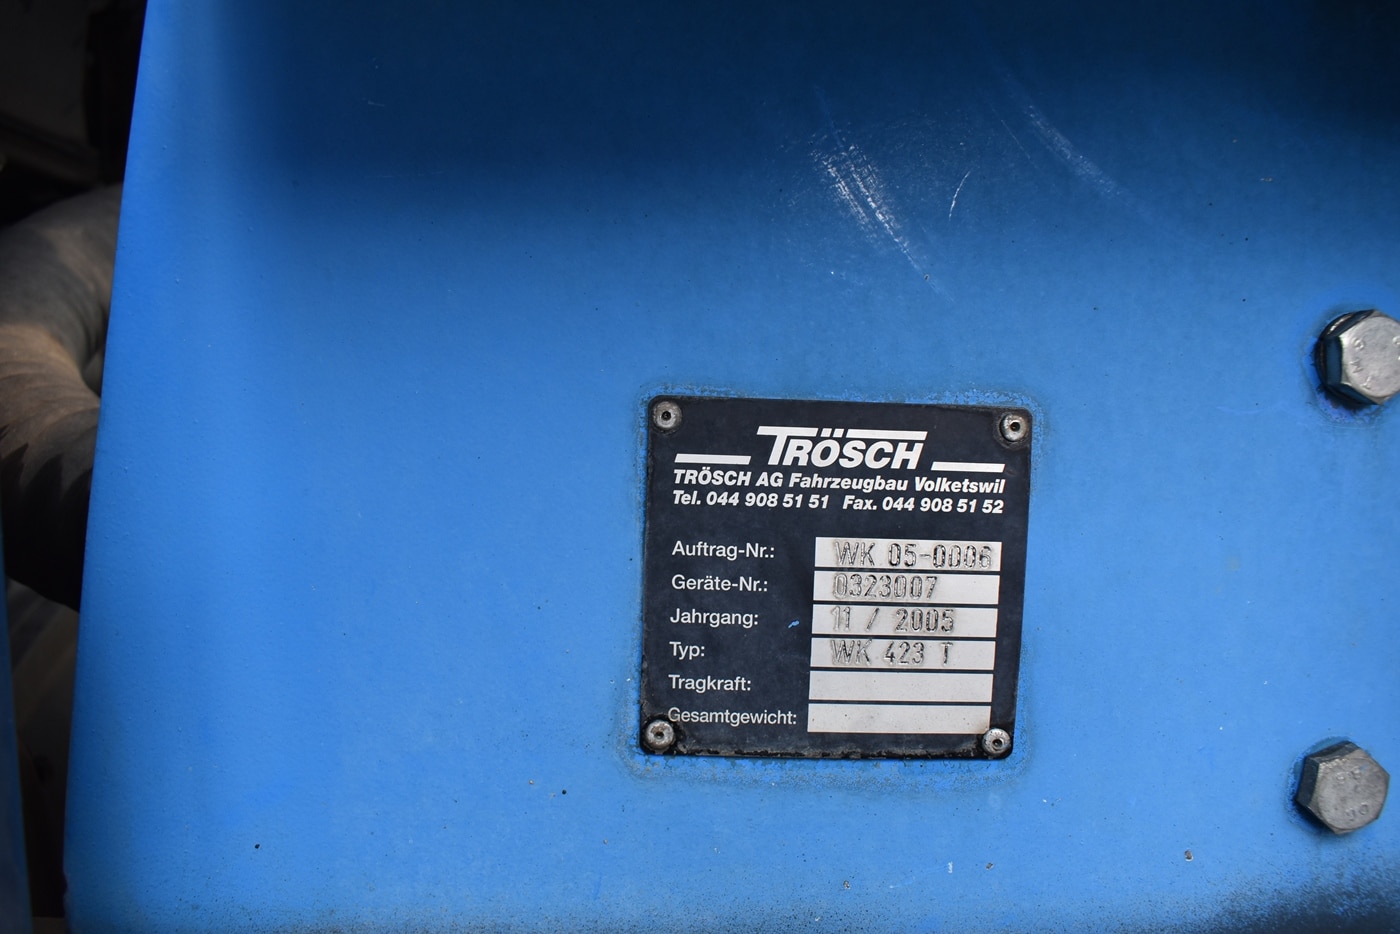 TRÖSCH
TRÖSCH AG Fahrzeugbau Volketswil
Tel. 044 908 51 51 Fax. 044 908 51 52
Auftrag-Nr.: WK 05-0006
Geräte-Nr.: 0323007
Jahrgang: 11 / 2005
Typ: WK 423 T
Tragkraft:
Gesamtgewicht: